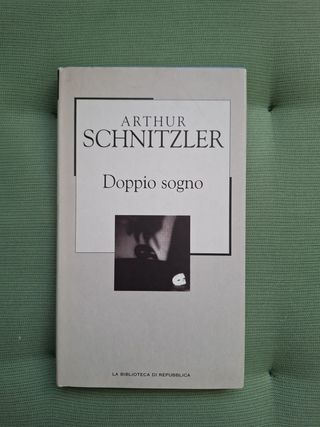 ARTHUR
SCHNITZLER
Doppio sogno
LA BIBLIOTECA DI REPUBBLICA